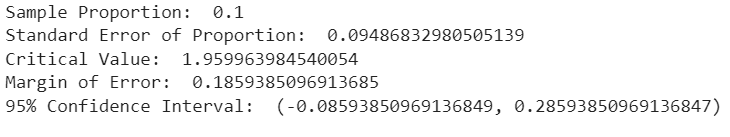 Sample Proportion:  0.1
Standard Error of Proportion:  0.09486832980505139
Critical Value:  1.959963984540054
Margin of Error:  0.1859385096913685
95% Confidence Interval:  (-0.08593850969136849, 0.28593850969136847)